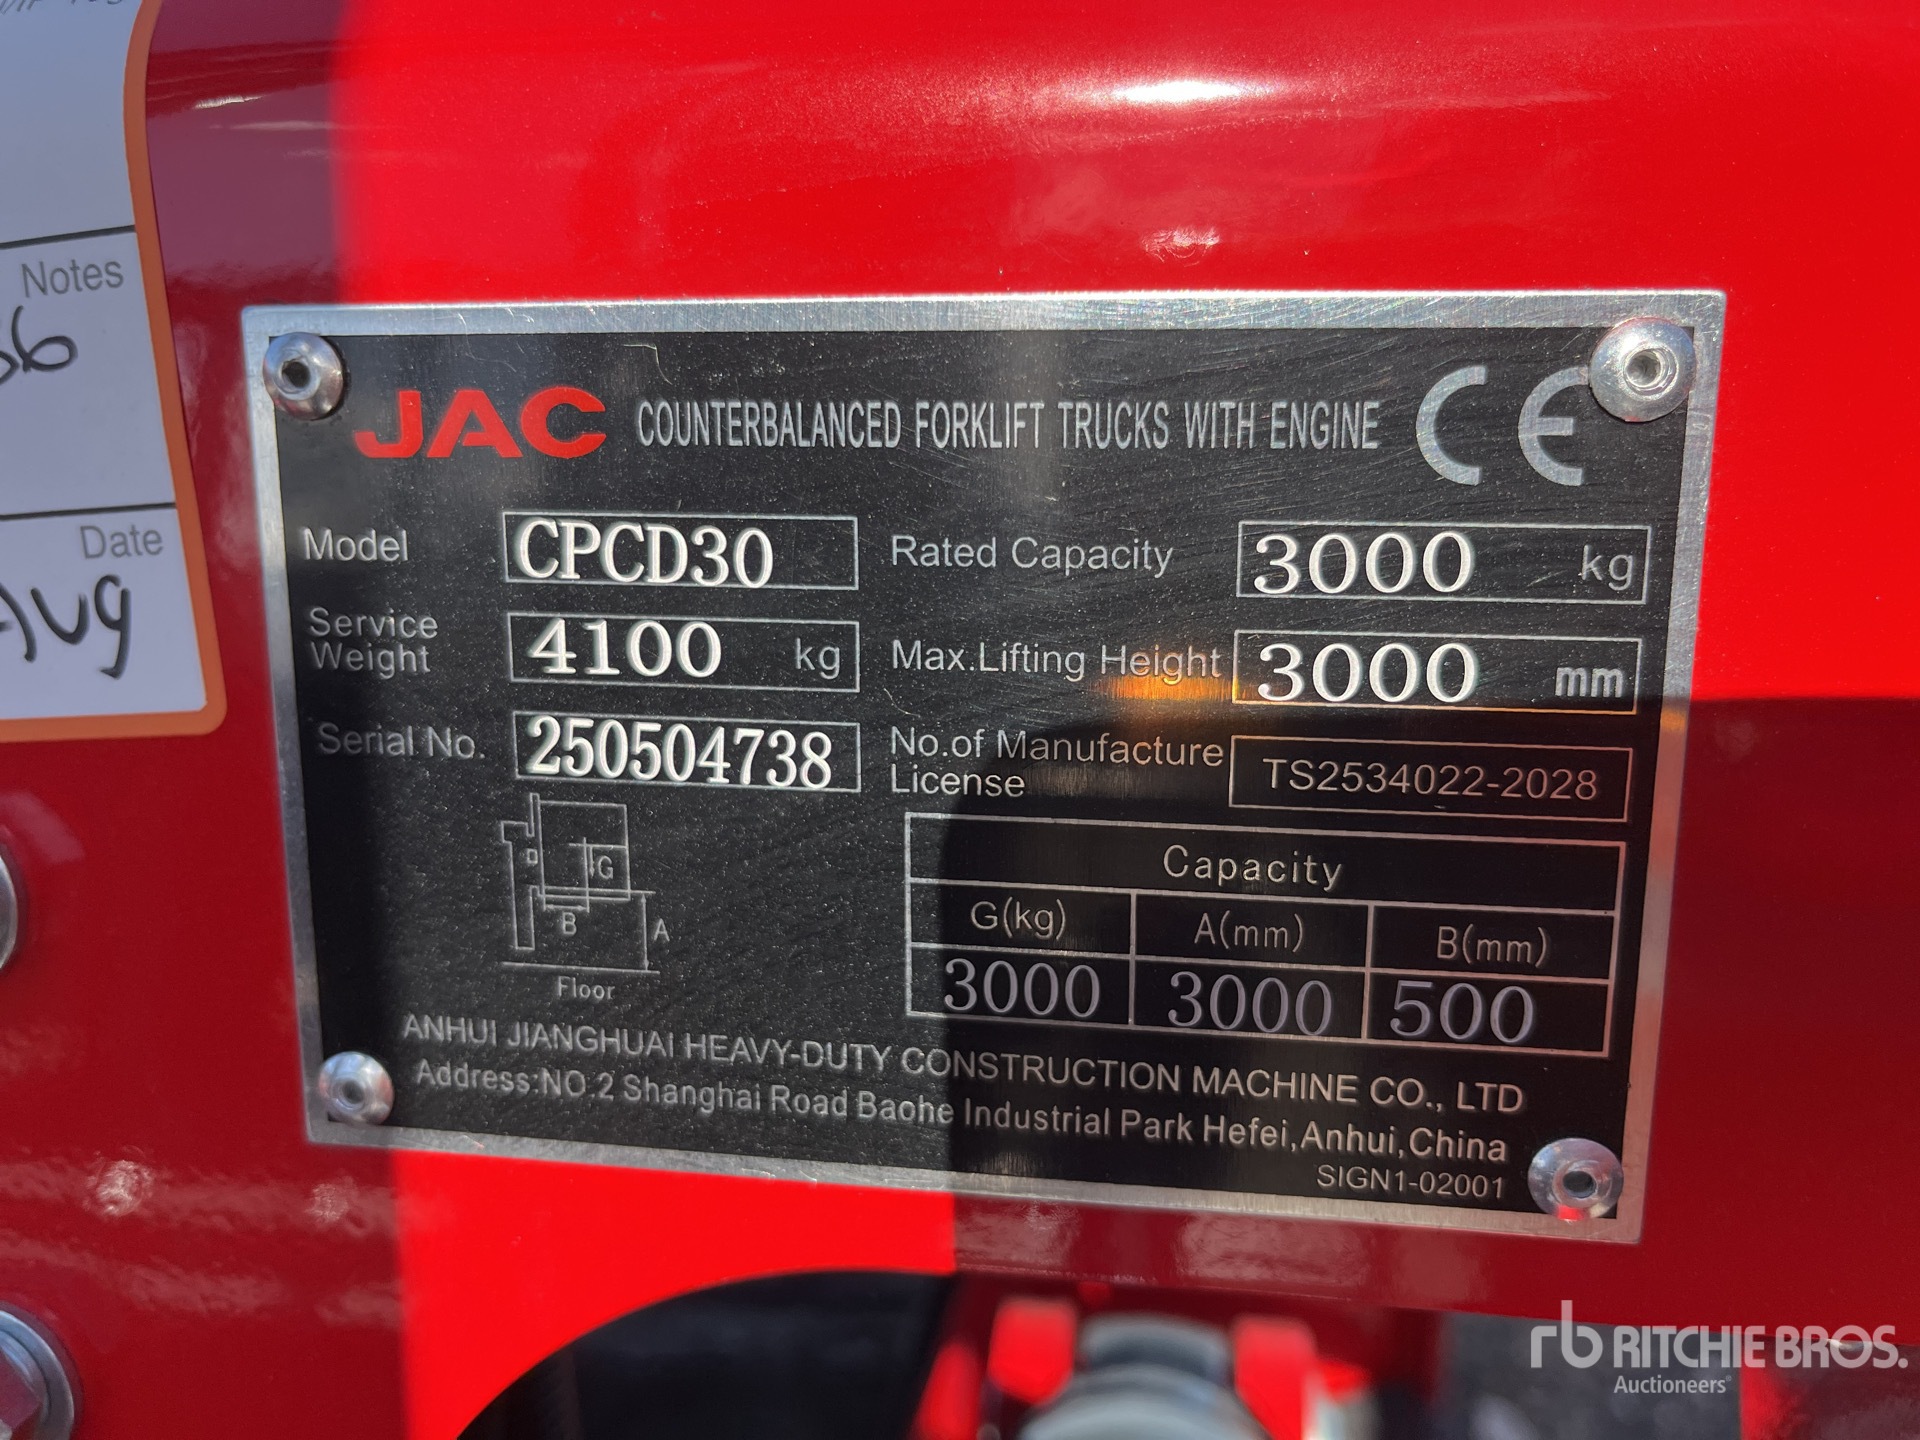 Notes
Date
Aug
JAC COUNTERBALANCED FORKLIFT TRUCKS WITH ENGINE CE
Model CPCD30 Rated Capacity 3000 kg
Service Weight 4100 kg Max.Lifting Height 3000 mm
Serial No. 250504738 No.of Manufacture License TS2534022-2028
G
B
A
Floor
Capacity
G(kg) A(mm) B(mm)
3000 3000 500
ANHUI JIANGHUAI HEAVY-DUTY CONSTRUCTION MACHINE CO., LTD
Address:NO.2 Shanghai Road Baohe Industrial Park Hefei,Anhui,China
SIGN1-02001
rb RITCHIE BROS.
Auctioneers